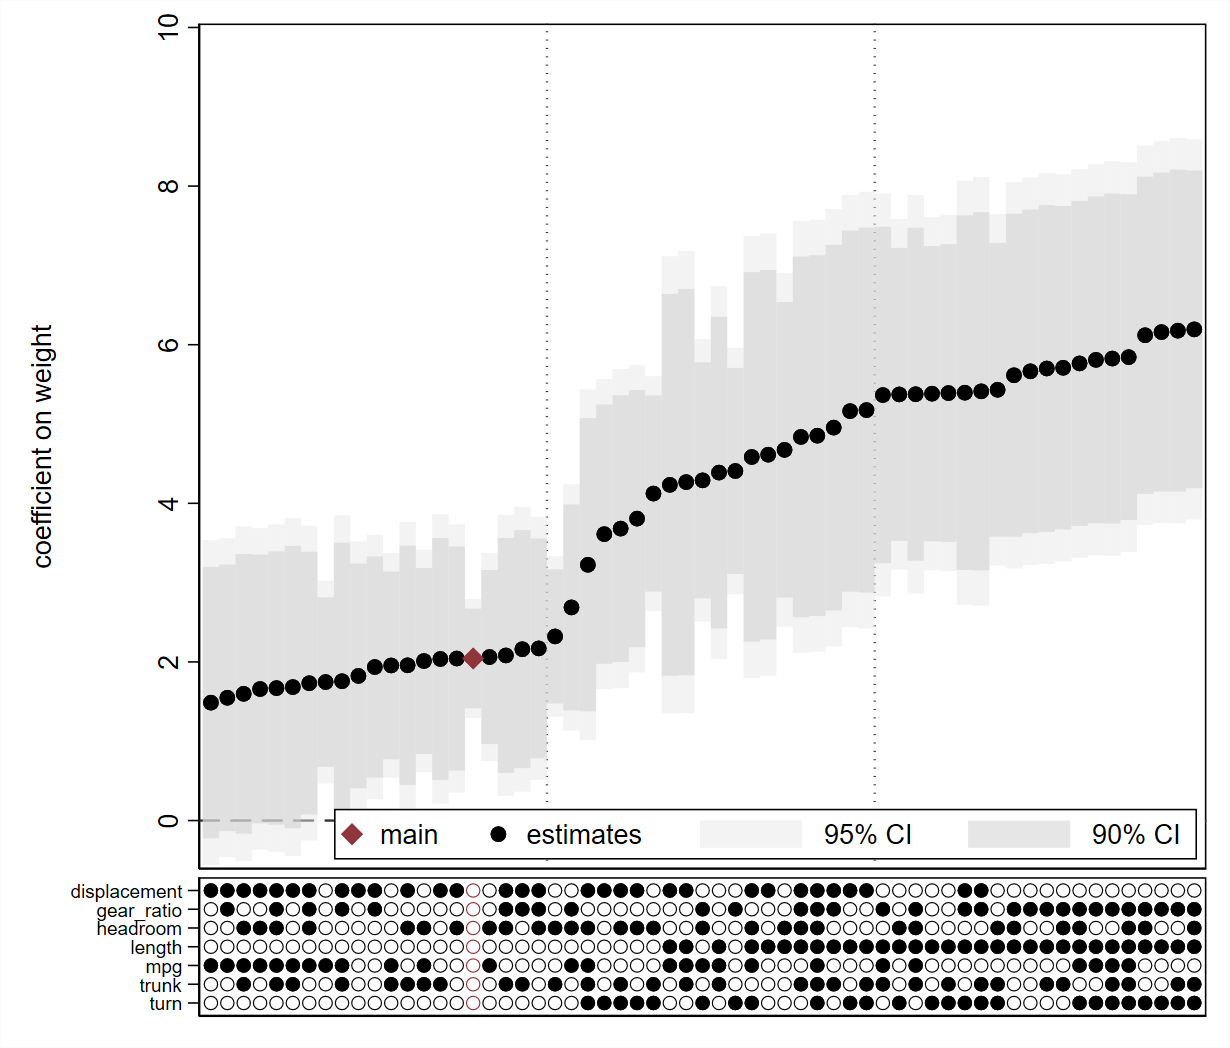 10
8
6
4
2
0
coefficient on weight
main
estimates
95% CI
90% CI
displacement
gear_ratio
headroom
length
mpg
trunk
turn